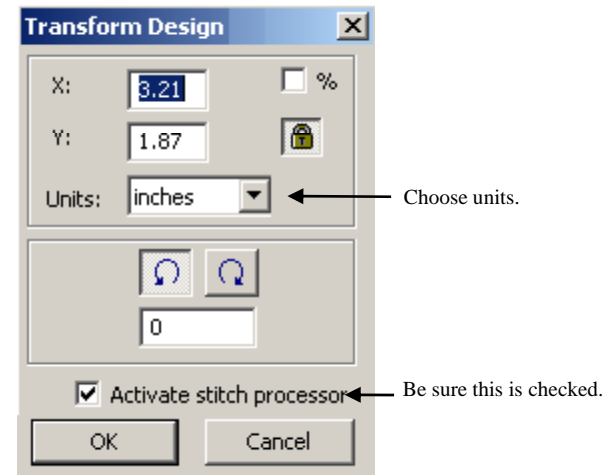 Transform Design
X: 3.21 %
Y: 1.87
Units: inches Choose units.
0
Activate stitch processor Be sure this is checked.
OK Cancel